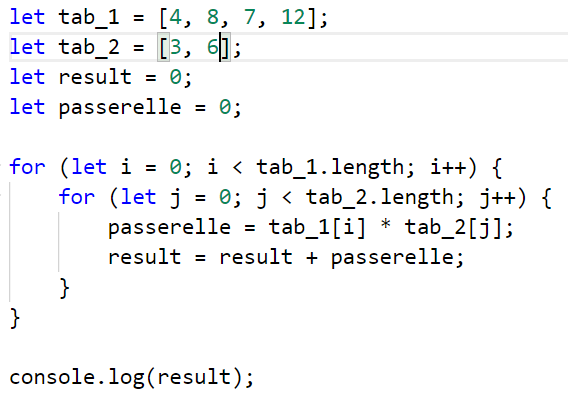 let tab_1 = [4, 8, 7, 12];
let tab_2 = [3, 6];
let result = 0;
let passerelle = 0;

for (let i = 0; i < tab_1.length; i++) {
    for (let j = 0; j < tab_2.length; j++) {
        passerelle = tab_1[i] * tab_2[j];
        result = result + passerelle;
    }
}

console.log(result);